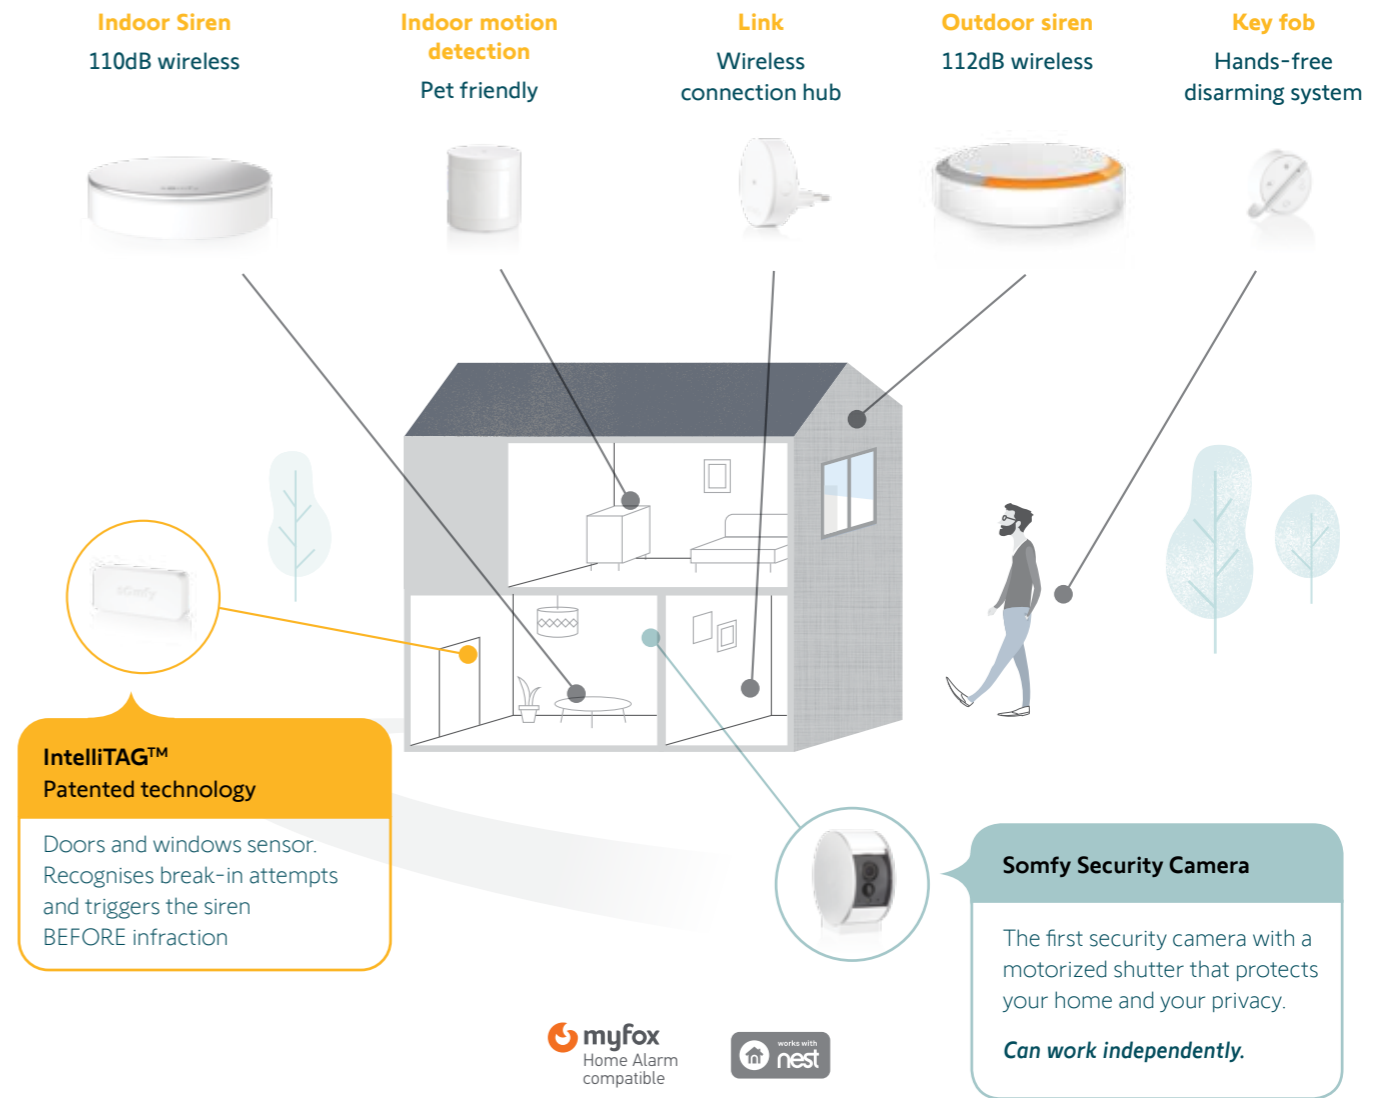 Indoor Siren
110dB wireless
Indoor motion
detection
Pet friendly
Link
Wireless
connection hub
Outdoor siren
112dB wireless
Key fob
Hands-free
disarming system
somfy
IntelliTAG™
Patented technology
Doors and windows sensor.
Recognises break-in attempts
and triggers the siren
BEFORE infraction
Somfy Security Camera
The first security camera with a
motorized shutter that protects
your home and your privacy.
Can work independently.
myfox
Home Alarm
compatible
works with
nest